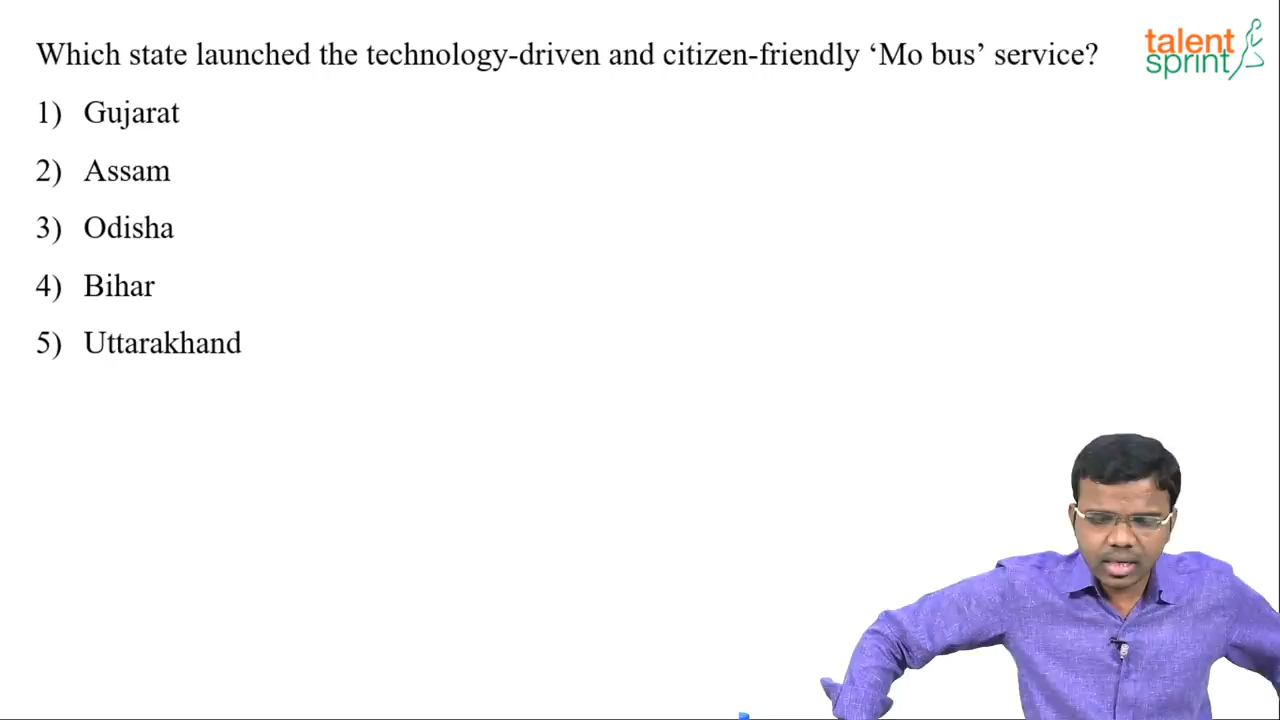 Which state launched the technology-driven and citizen-friendly ‘Mo bus’ service?
talent
sprint
1) Gujarat
2) Assam
3) Odisha
4) Bihar
5) Uttarakhand